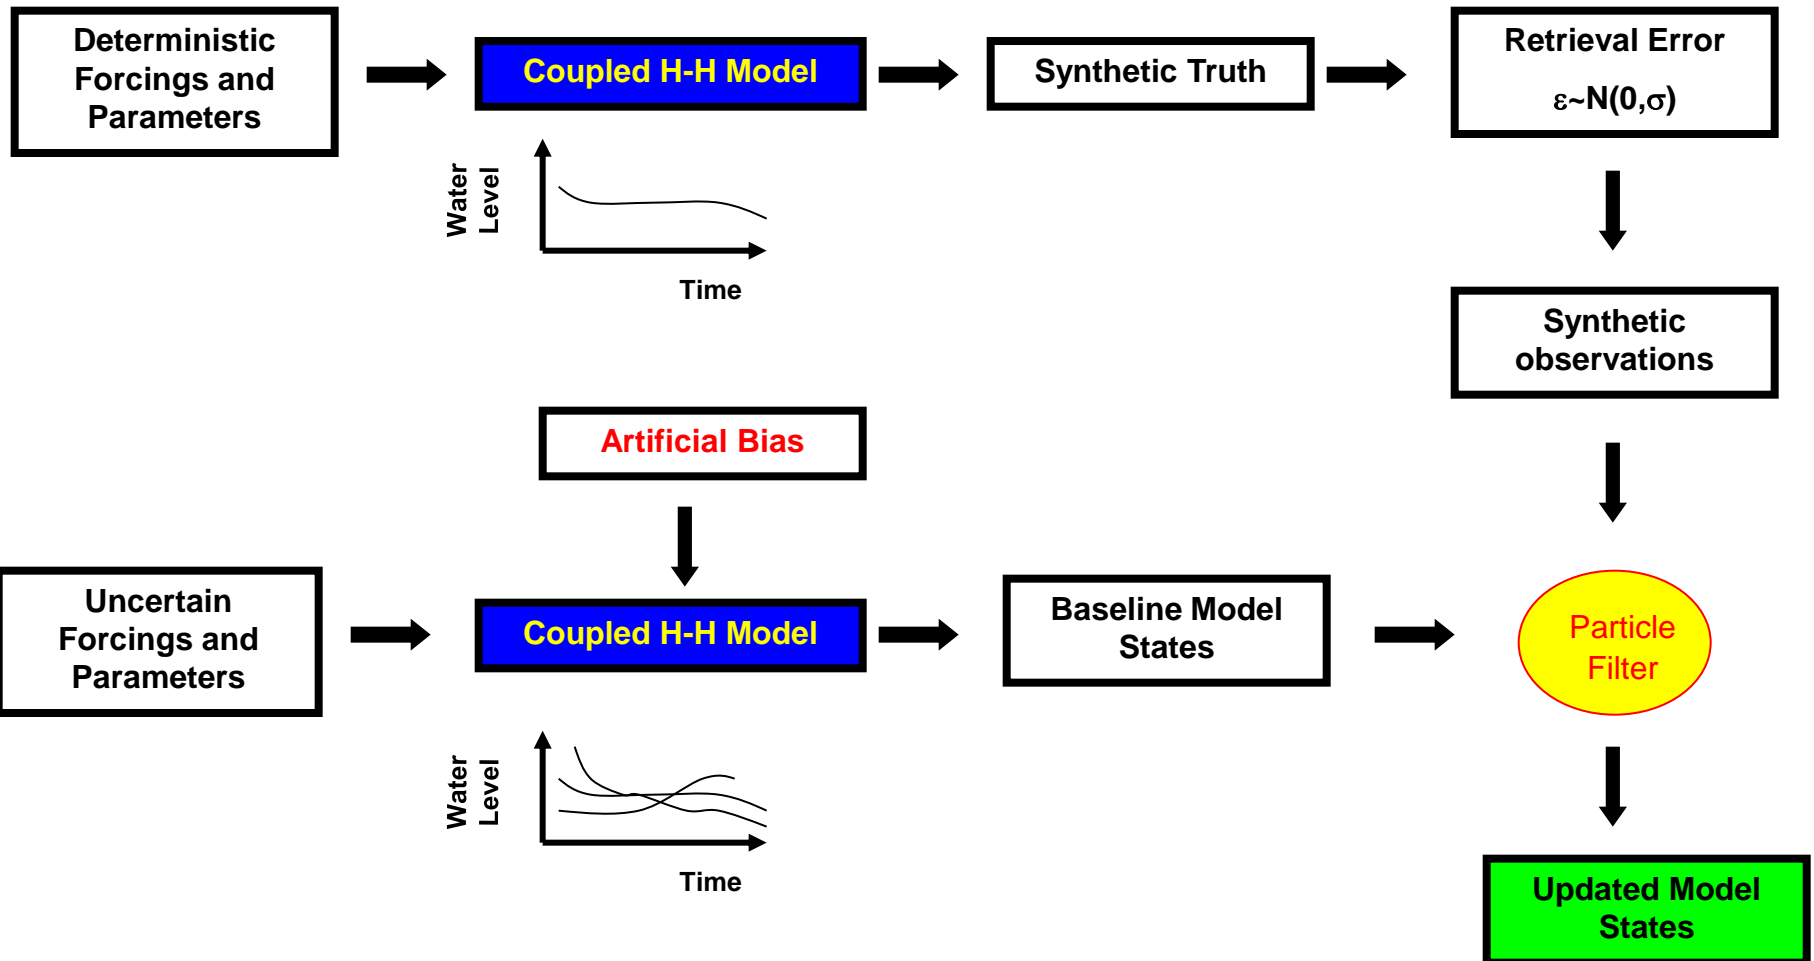 Deterministic
Forcings and
Parameters
Coupled H-H Model
Synthetic Truth
Retrieval Error
ε~N(0,σ)
Water
Level
Time
Synthetic
observations
Artificial Bias
Uncertain
Forcings and
Parameters
Coupled H-H Model
Baseline Model
States
Particle
Filter
Water
Level
Time
Updated Model
States